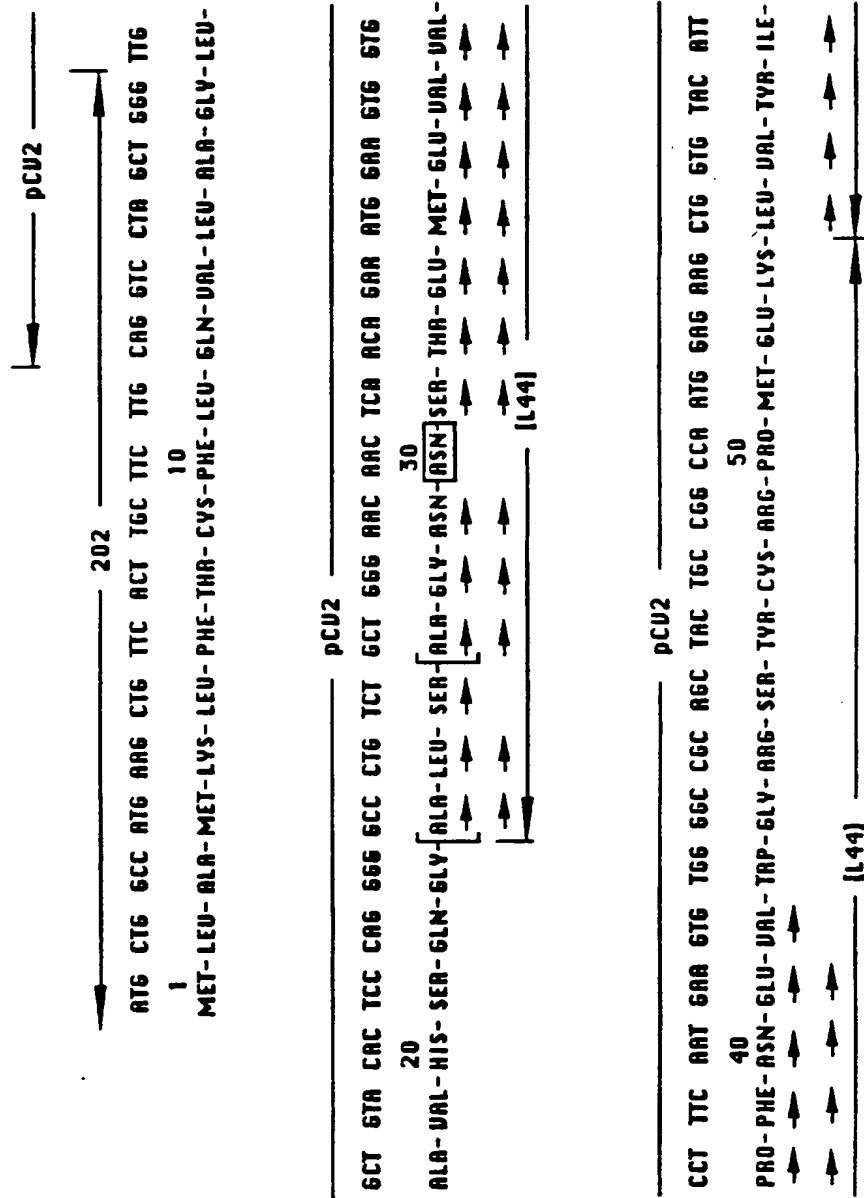 pCV2
202
ATG CTG GCC ATG AAG CTG TTC ACT TGC TTC TTG CAG GTC CTA GCT GGG TTG
1 10
MET-LEU-ALA-MET-LYS-LEU-PHE-THR-CYS-PHE-LEU-GLN-VAL-LEU-ALA-GLY-LEU-
pCV2
GCT GTA CAC TCC CAG GGG GCC CTG TCT GCT GGG AAC AAC TCA ACA GAA ATG GAA GTG GTG
20 30
ALA-VAL-HIS-SER-GLN-GLY-[ALA-LEU-SER-[ALA-GLY-ASN-ASN-SER-THR-GLU-MET-GLU-VAL-VAL-
[L44]
pCV2
CCT TTC AAT GAA GTG TGG GGC CGC AGC TAC TGC CGG CCA ATG GAG AAG CTG GTG TAC ATT
40 50
PRO-PHE-ASN-GLU-VAL-TRP-GLY-ARG-SER-TYR-CYS-ARG-PRO-MET-GLU-LYS-LEU-VAL-TYR-ILE-
[L44]